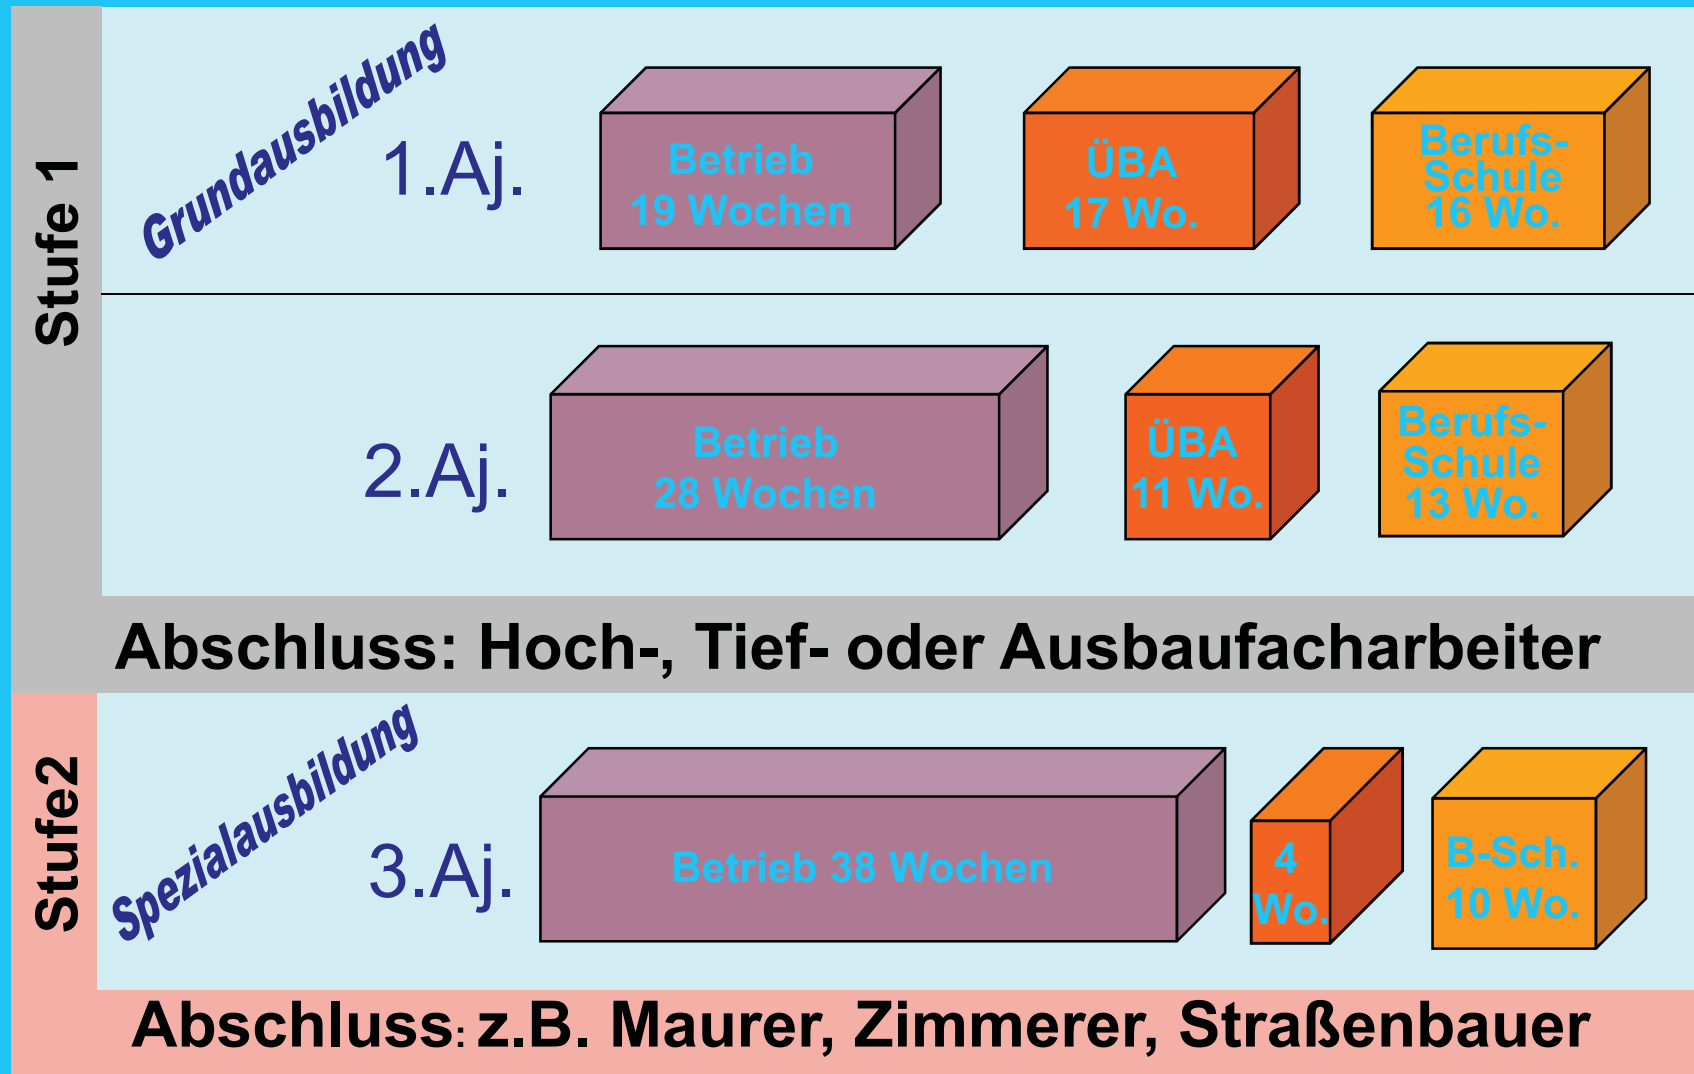 Stufe 1
Grundausbildung
1.Aj.
Betrieb
19 Wochen
ÜBA
17 Wo.
Berufs-
Schule
16 Wo.
2.Aj.
Betrieb
28 Wochen
ÜBA
11 Wo.
Berufs-
Schule
13 Wo.
Abschluss: Hoch-, Tief- oder Ausbaufacharbeiter
Stufe2
Spezialausbildung
3.Aj.
Betrieb 38 Wochen
4
Wo.
B-Sch.
10 Wo.
Abschluss: z.B. Maurer, Zimmerer, Straßenbauer